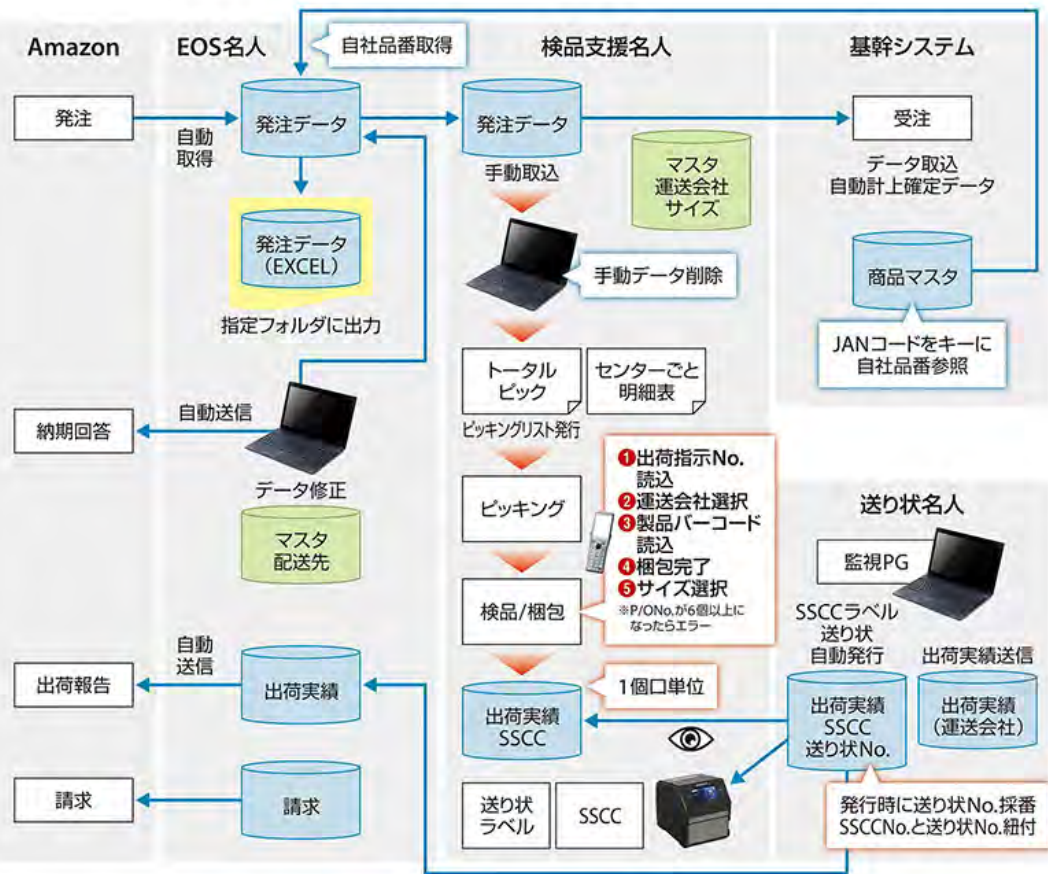 Amazon
EOS名人
検品支援名人
基幹システム
自社品番取得
発注
自動
取得
発注データ
発注データ
受注
手動取込
マスタ
運送会社
サイズ
データ取込
自動計上確定データ
発注データ
（EXCEL）
指定フォルダに出力
手動データ削除
商品マスタ
JANコードをキーに
自社品番参照
トータル
ピック
センターごと
明細表
ピッキングリスト発行
納期回答
自動送信
データ修正
マスタ
配送先
ピッキング
❶出荷指示No.
読込
❷運送会社選択
❸製品バーコード
読込
❹梱包完了
❺サイズ選択
※P/ONo.が6個以上に
なったらエラー
検品/梱包
送り状名人
監視PG
SSCCラベル
送り状
自動発行
出荷実績送信
出荷報告
自動
送信
出荷実績
1個口単位
出荷実績
SSCC
出荷実績
SSCC
送り状No.
出荷実績
（運送会社）
請求
請求
送り状
ラベル
SSCC
発行時に送り状No.採番
SSCCNo.と送り状No.紐付